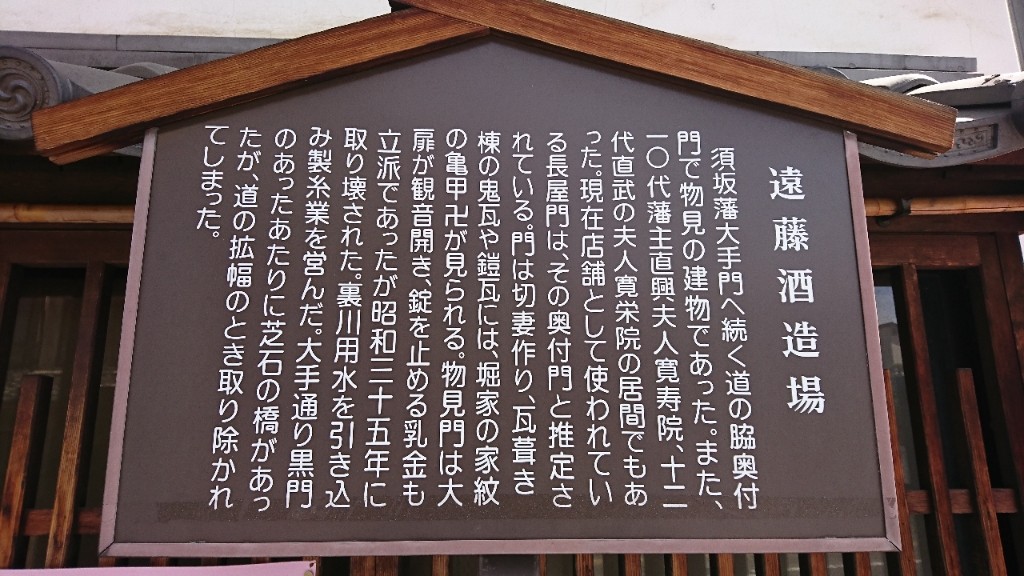 遠藤酒造場
須坂藩大手門へ続く道の脇奥付
門で物見の建物であった。また、
一〇代藩主直興夫人寛寿院、十二
代直武の夫人寛栄院の居間でもあ
った。現在店舗として使われてい
る長屋門は、その奥付門と推定さ
れている。門は切妻作り、瓦葺き
棟の鬼瓦や鐙瓦には、堀家の家紋
の亀甲卍が見られる。物見門は大
扉が観音開き、錠を止める乳金も
立派であったが昭和三十五年に
取り壊された。裏川用水を引き込
み製糸業を営んだ。大手通り黒門
のあったあたりに芝石の橋があっ
たが、道の拡幅のとき取り除かれ
てしまった。